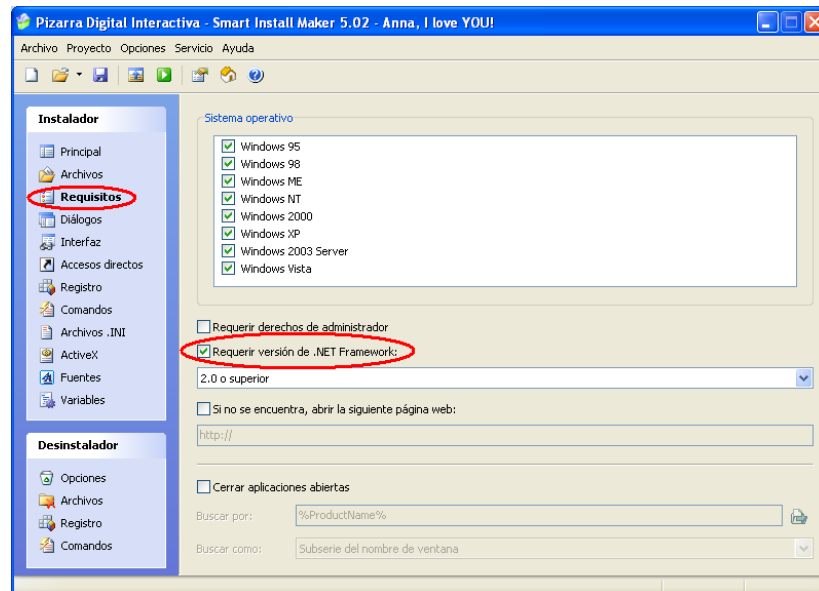 Pizarra Digital Interactiva - Smart Install Maker 5.02 - Anna, I love YOU!
Archivo Proyecto Opciones Servicio Ayuda
Instalador
Principal
Archivos
Requisitos
Diálogos
Interfaz
Accesos directos
Registro
Comandos
Archivos .INI
ActiveX
Fuentes
Variables
Desinstalador
Opciones
Archivos
Registro
Comandos
Sistema operativo
Windows 95
Windows 98
Windows ME
Windows NT
Windows 2000
Windows XP
Windows 2003 Server
Windows Vista
Requerir derechos de administrador
Requerir versión de .NET Framework:
2.0 o superior
Si no se encuentra, abrir la siguiente página web:
http://
Cerrar aplicaciones abiertas
Buscar por: %ProductName%
Buscar como: Subserie del nombre de ventana